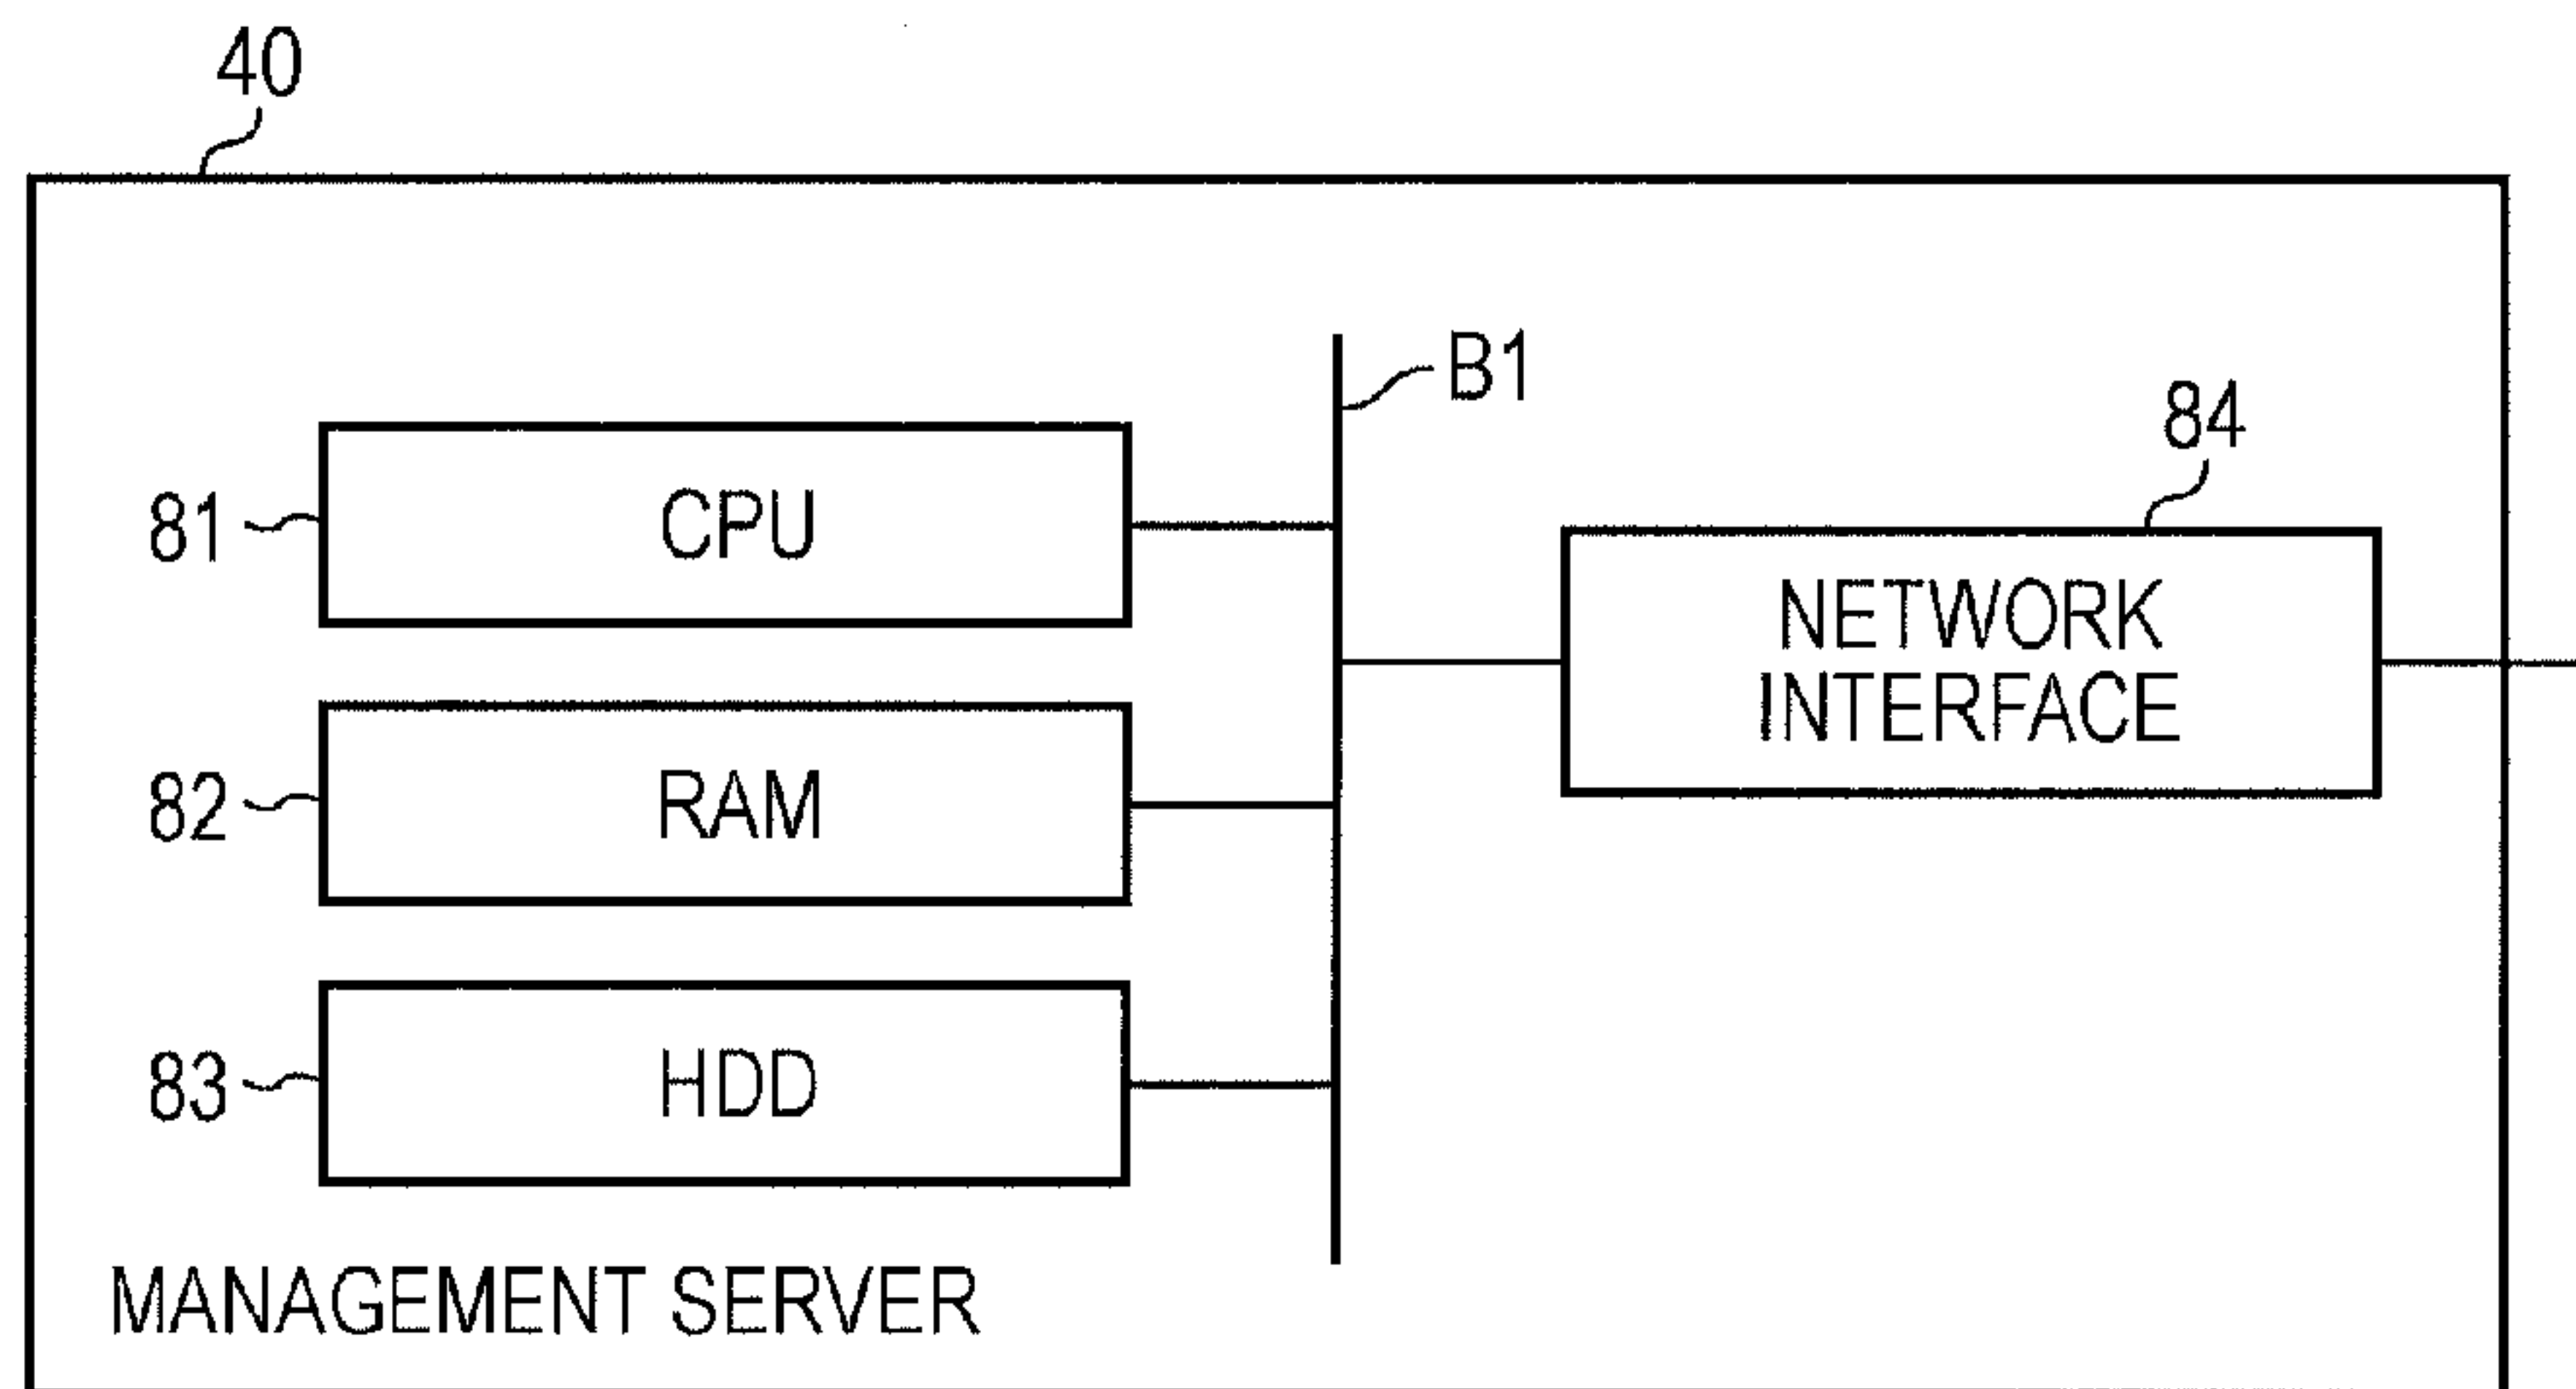 40
B1
84
81
CPU
NETWORK
INTERFACE
82
RAM
83
HDD
MANAGEMENT SERVER